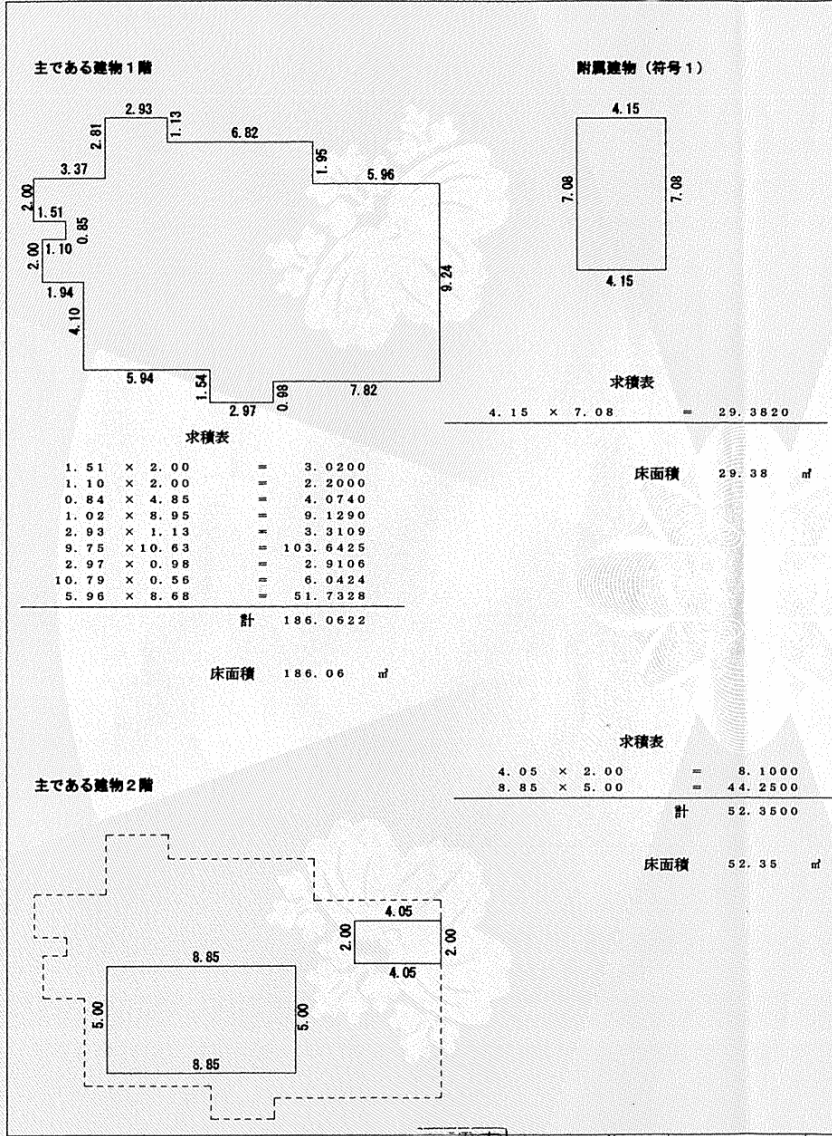 主である建物1階
2.93
1.13
2.81
6.82
1.95
3.37
5.96
2.00
1.51
0.85
1.10
2.00
1.94
9.24
4.10
5.94
1.54
2.97
0.98
7.82
求積表
1.51 × 2.00 = 3.0200
1.10 × 2.00 = 2.2000
0.84 × 4.85 = 4.0740
1.02 × 8.95 = 9.1290
2.93 × 1.13 = 3.3109
9.75 × 10.63 = 103.6425
2.97 × 0.98 = 2.9106
10.79 × 0.56 = 6.0424
5.96 × 8.68 = 51.7328
計 186.0622
床面積 186.06 ㎡
附属建物(符号1)
4.15
7.08
7.08
4.15
求積表
4.15 × 7.08 = 29.3820
床面積 29.38 ㎡
主である建物2階
4.05
2.00
2.00
4.05
8.85
5.00
5.00
8.85
求積表
4.05 × 2.00 = 8.1000
8.85 × 5.00 = 44.2500
計 52.3500
床面積 52.35 ㎡